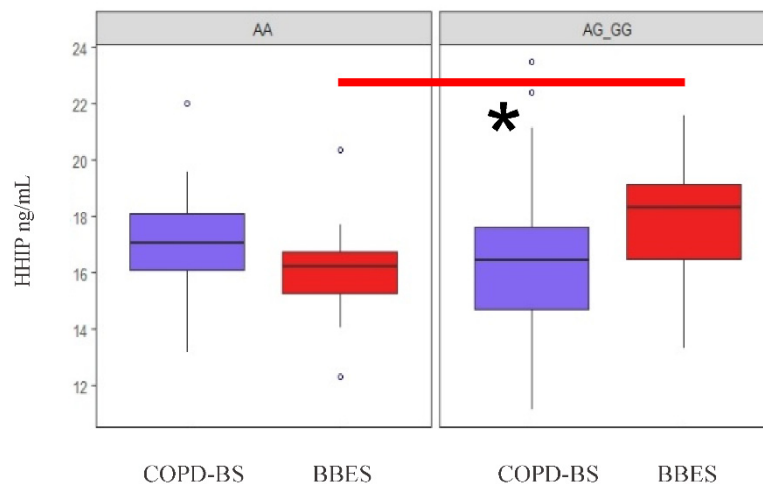 AA
AG_GG
24
22
20
18
16
14
12
HHIP ng/mL
*
COPD-BS
BBES
COPD-BS
BBES